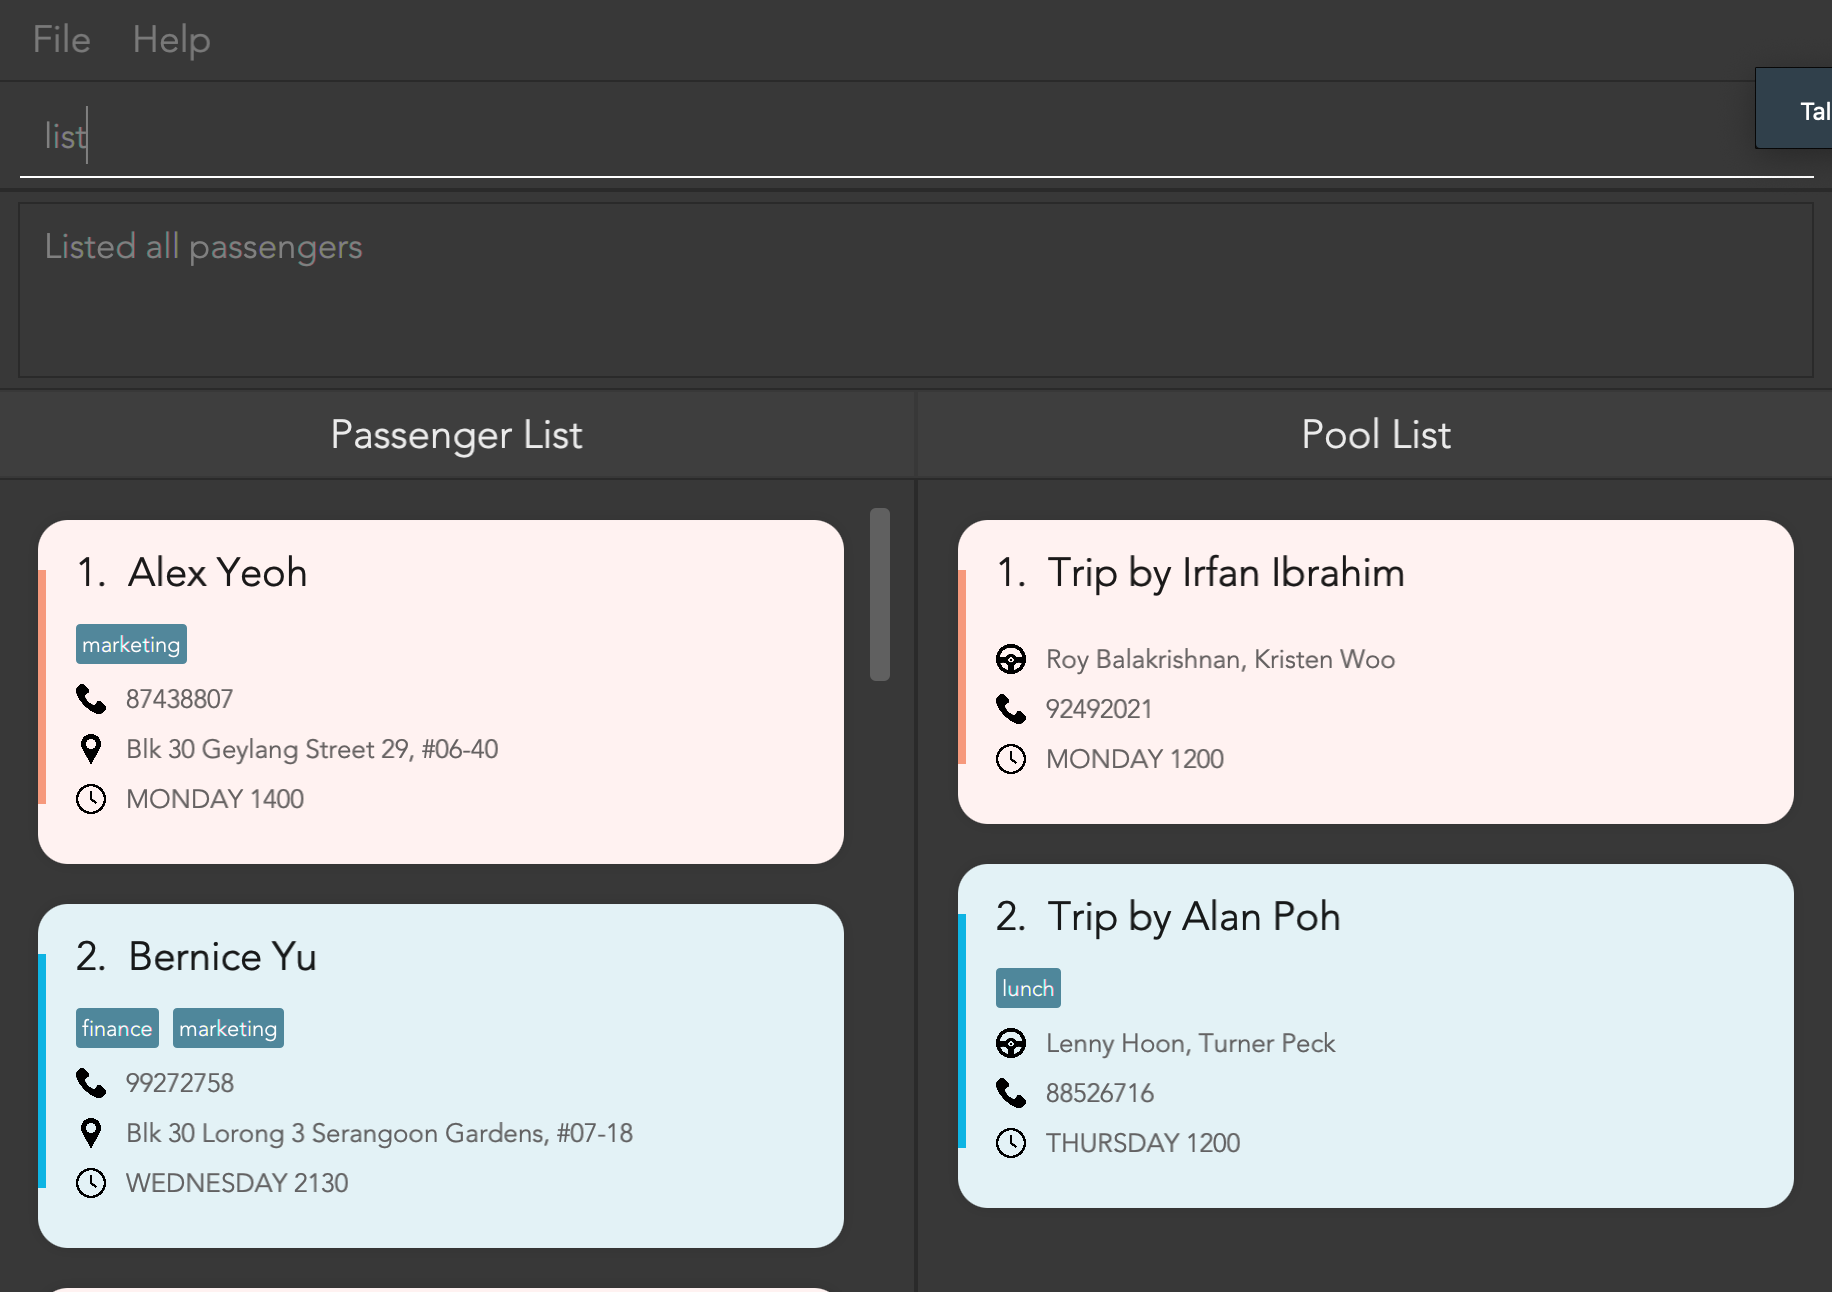 File Help
list
Listed all passengers
Passenger List
1. Alex Yeoh
marketing
87438807
Blk 30 Geylang Street 29, #06-40
MONDAY 1400
2. Bernice Yu
finance marketing
99272758
Blk 30 Lorong 3 Serangoon Gardens, #07-18
WEDNESDAY 2130
Pool List
1. Trip by Irfan Ibrahim
Roy Balakrishnan, Kristen Woo
92492021
MONDAY 1200
2. Trip by Alan Poh
lunch
Lenny Hoon, Turner Peck
88526716
THURSDAY 1200